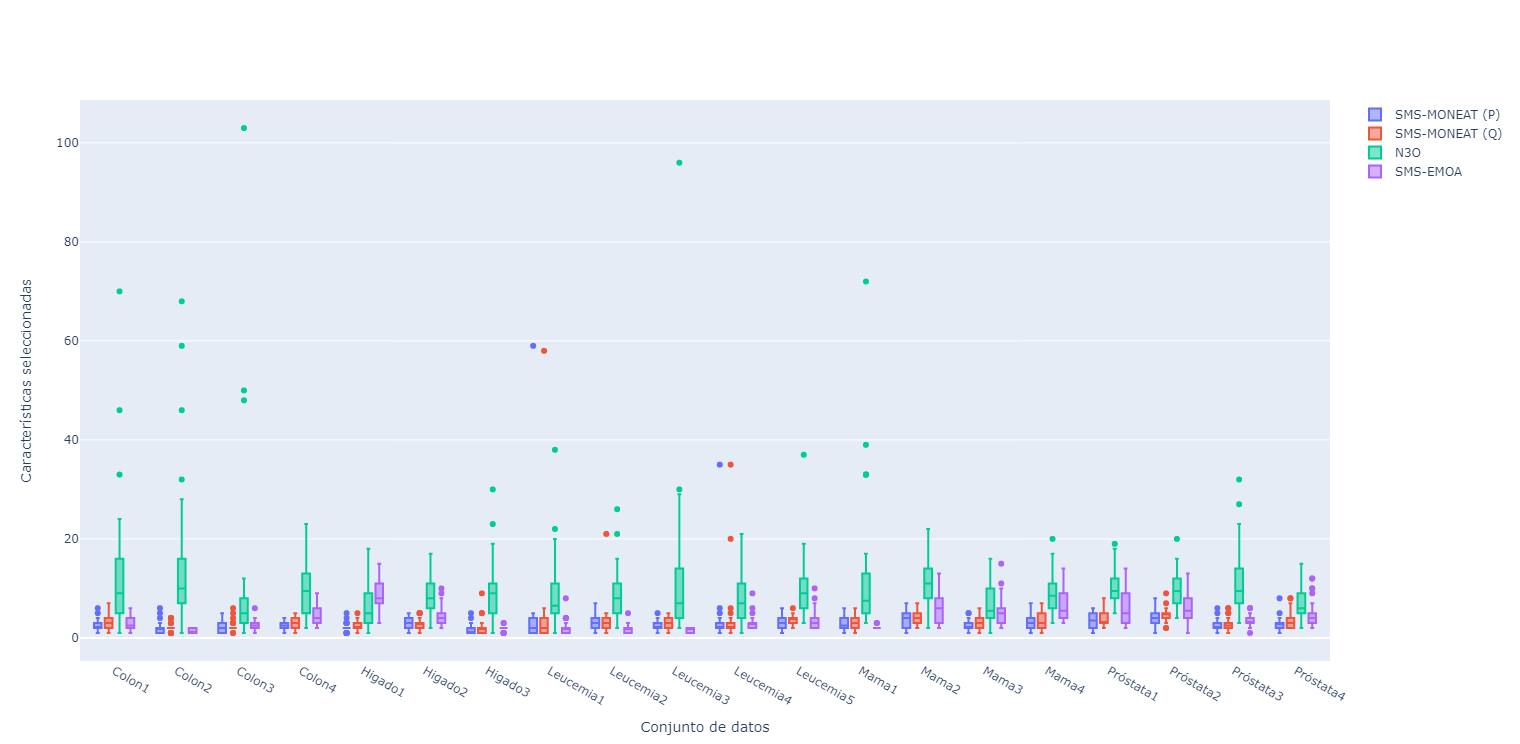 SMS-MONEAT (P)
SMS-MONEAT (Q)
N3O
SMS-EMOA
Características seleccionadas
100
80
60
40
20
0
Colon1
Colon2
Colon3
Colon4
Higado1
Higado2
Higado3
Leucemia1
Leucemia2
Leucemia3
Leucemia4
Leucemia5
Mama1
Mama2
Mama3
Mama4
Próstata1
Próstata2
Próstata3
Próstata4
Conjunto de datos